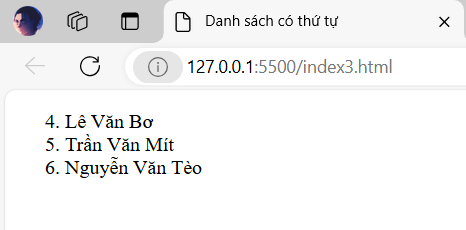 Danh sách có thứ tự
127.0.0.1:5500/index3.html
4. Lê Văn Bơ
5. Trần Văn Mít
6. Nguyễn Văn Tèo